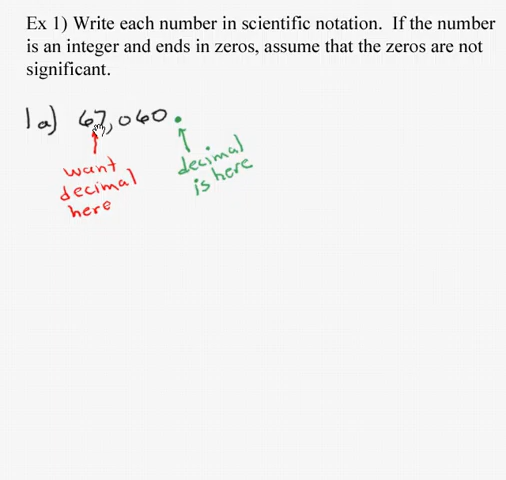 Ex 1) Write each number in scientific notation. If the number
is an integer and ends in zeros, assume that the zeros are not
significant.
1a) 67,060.
want
decimal
here
decimal
is here